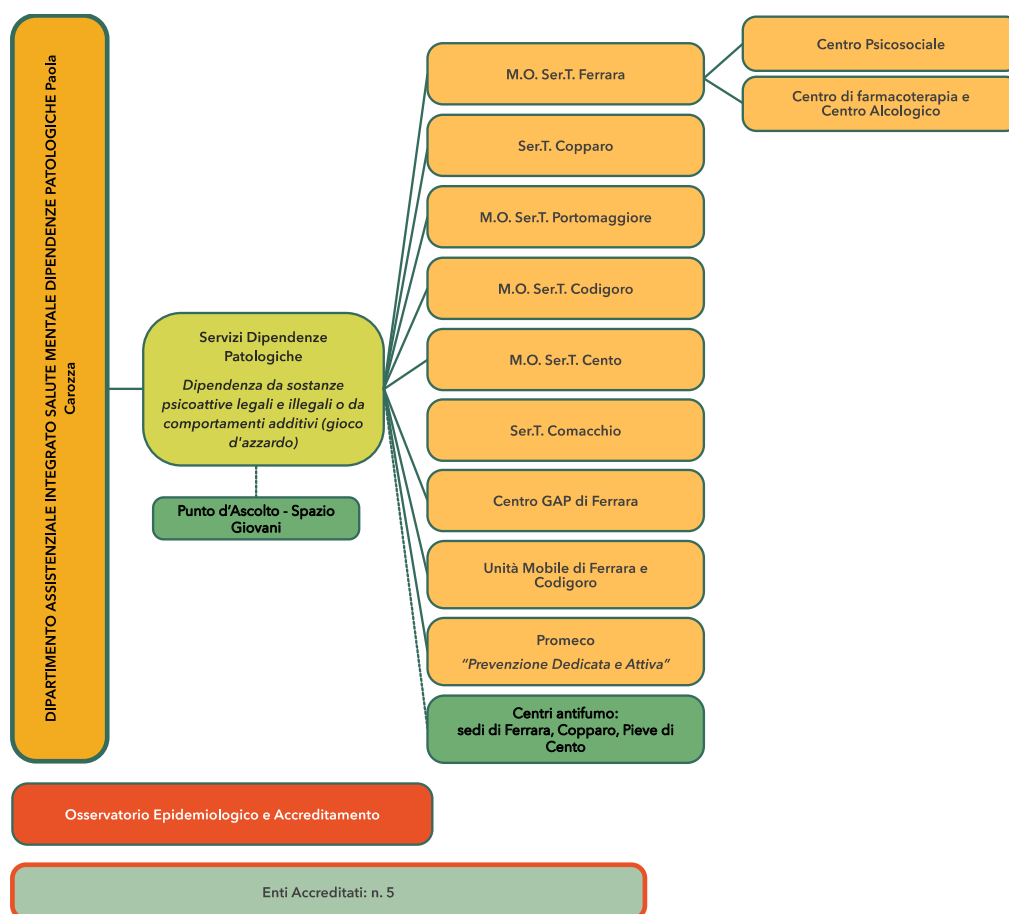 DIPARTIMENTO ASSISTENZIALE INTEGRATO SALUTE MENTALE DIPENDENZE PATOLOGICHE Paola
Carozza
Servizi Dipendenze
Patologiche
Dipendenza da sostanze
psicoattive legali e illegali o da
comportamenti additivi (gioco
d'azzardo)
Punto d’Ascolto - Spazio
Giovani
M.O. Ser.T. Ferrara
Centro Psicosociale
Centro di farmacoterapia e
Centro Alcologico
Ser.T. Copparo
M.O. Ser.T. Portomaggiore
M.O. Ser.T. Codigoro
M.O. Ser.T. Cento
Ser.T. Comacchio
Centro GAP di Ferrara
Unità Mobile di Ferrara e
Codigoro
Promeco
“Prevenzione Dedicata e Attiva”
Centri antifumo:
sedi di Ferrara, Copparo, Pieve di
Cento
Osservatorio Epidemiologico e Accreditamento
Enti Accreditati: n. 5